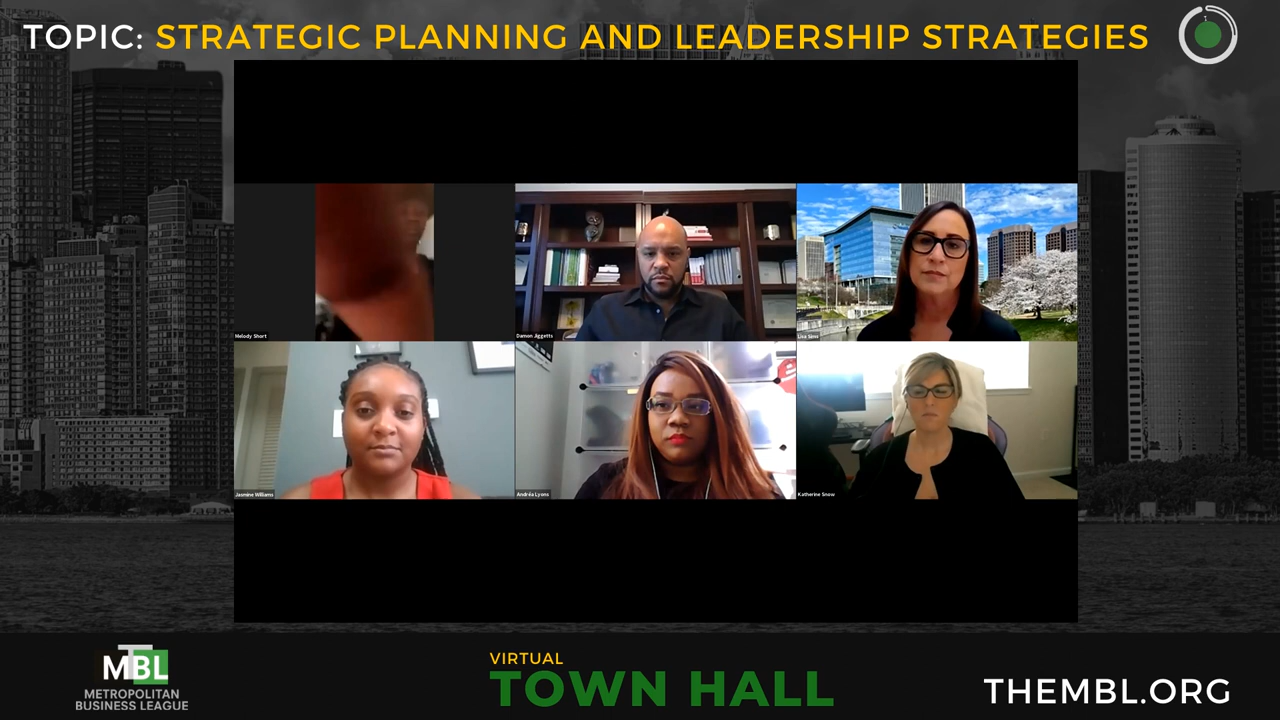 TOPIC: STRATEGIC PLANNING AND LEADERSHIP STRATEGIES
Melody Short
Damon Jiggetts
Lisa Sims
Jasmine Williams
Andréa Lyons
Katherine Snow
MBL
METROPOLITAN
BUSINESS LEAGUE
VIRTUAL
TOWN HALL
THEMBL.ORG